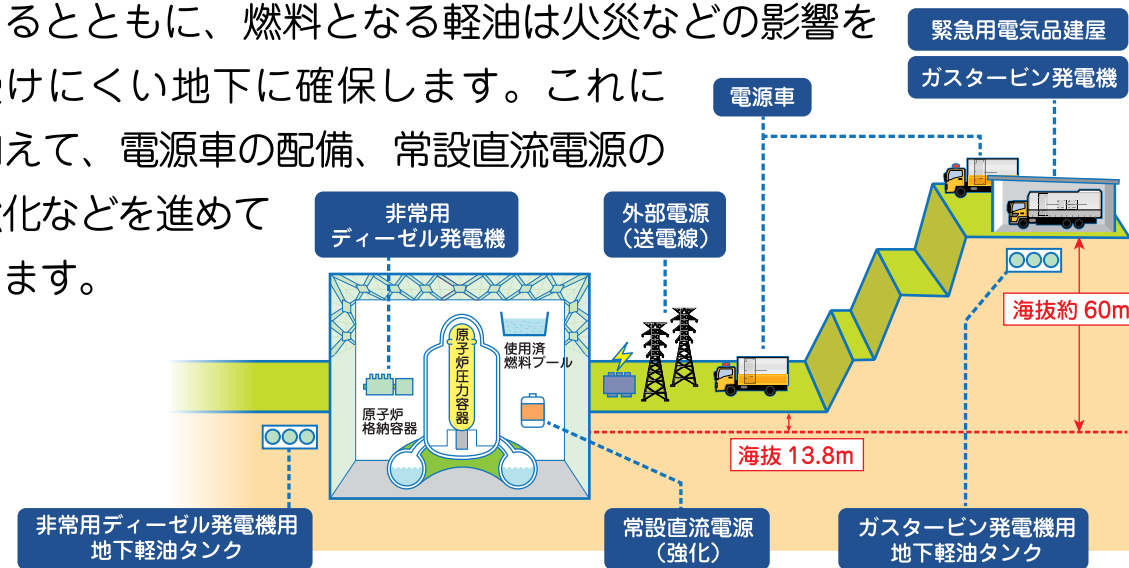 るとともに、燃料となる軽油は火災などの影響を
けにくい地下に確保します。これに
えて、電源車の配備、常設直流電源の
化などを進めて
ます。
緊急用電気品建屋
ガスタービン発電機
電源車
非常用
ディーゼル発電機
外部電源
（送電線）
海抜約 60m
原子炉圧力容器
使用済
燃料プール
原子炉
格納容器
海抜 13.8m
非常用ディーゼル発電機用
地下軽油タンク
常設直流電源
（強化）
ガスタービン発電機用
地下軽油タンク